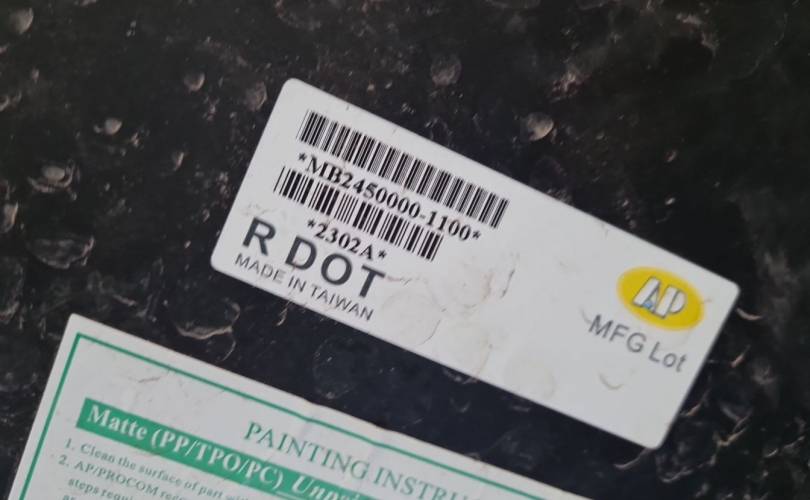 *MB2450000-1100*
*2302A*
R DOT
MADE IN TAIWAN
AP
MFG Lot
PAINTING INSTRU
Matte (PP/TPO/PC)
1. Clean the surface of part
2. AP/PROCOM
steps